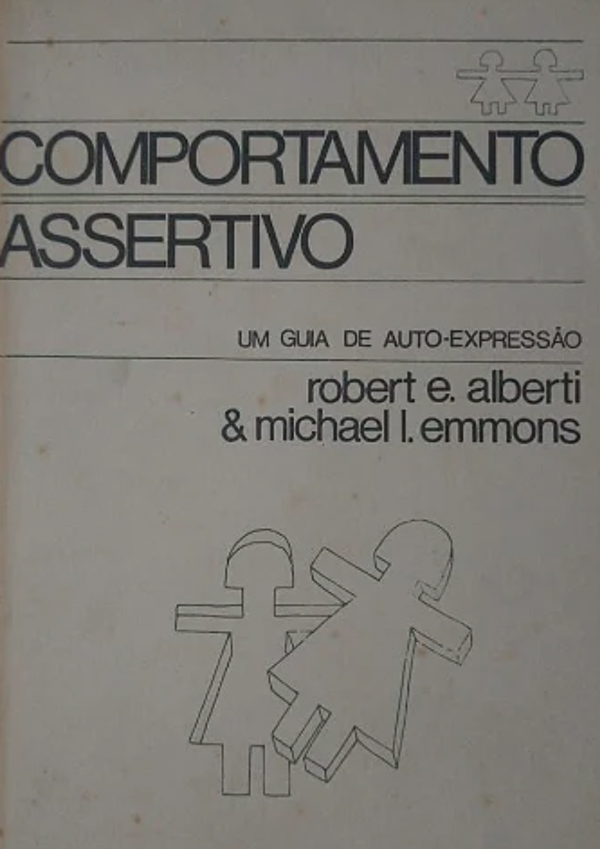 COMPORTAMENTO
ASSERTIVO
UM GUIA DE AUTO-EXPRESSÃO
robert e. alberti
& michael l. emmons